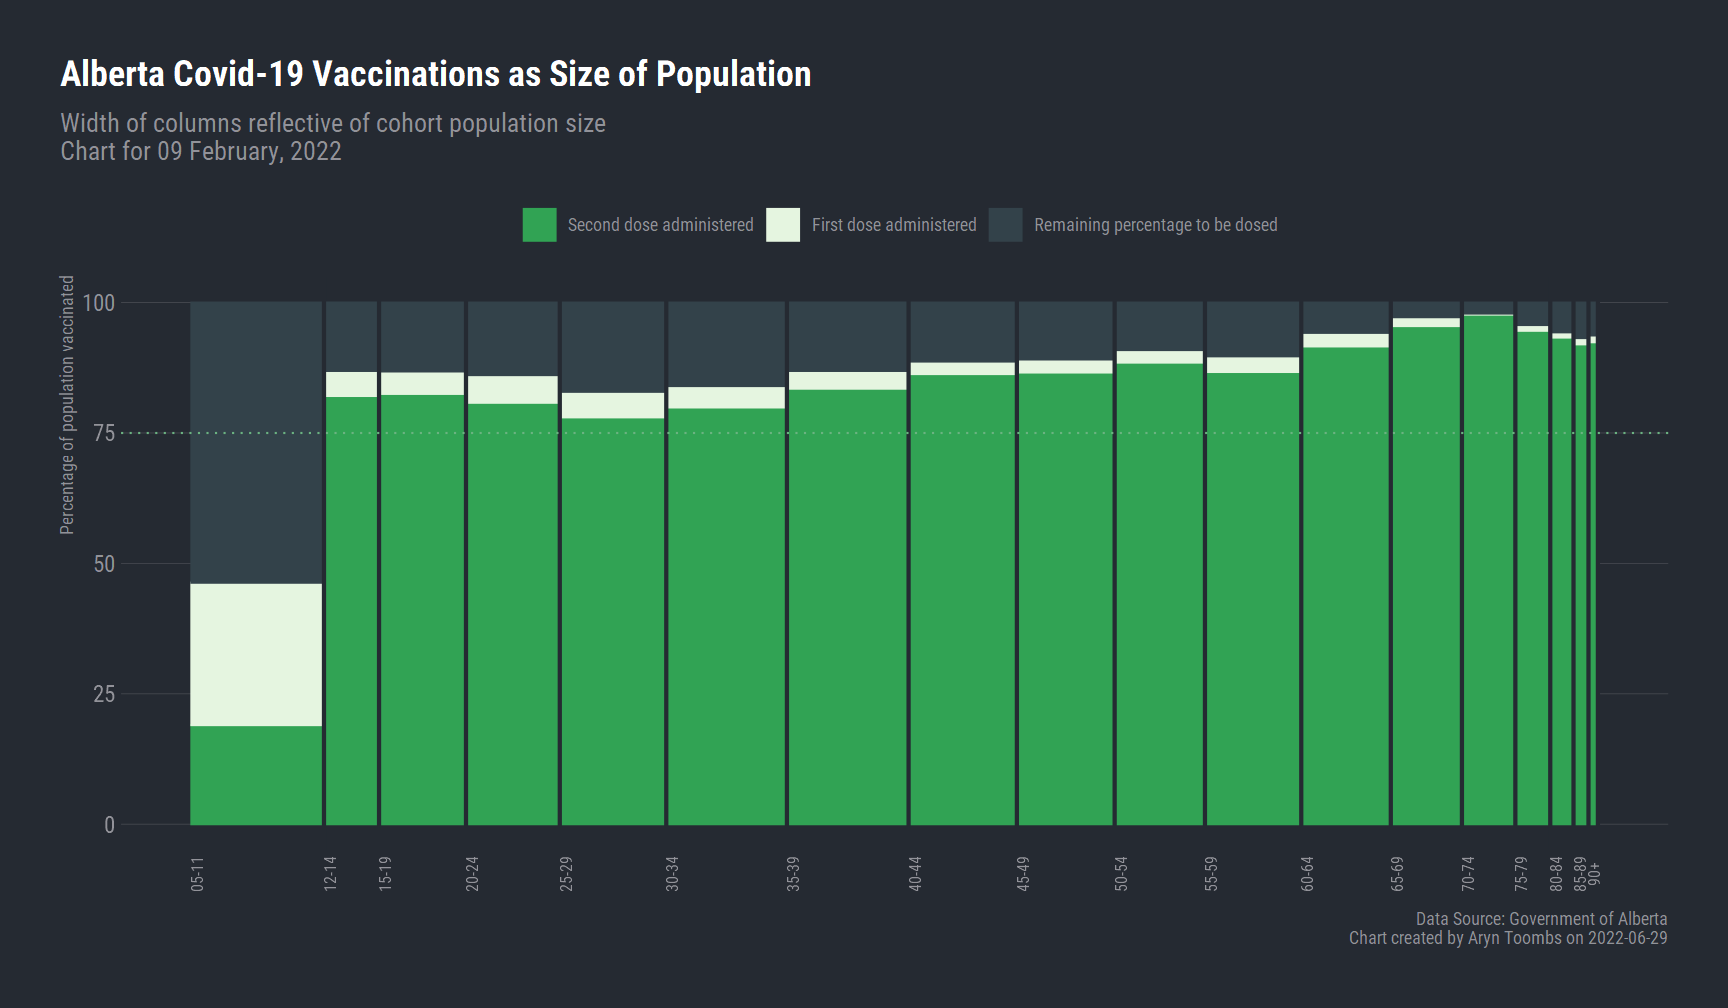 Alberta Covid-19 Vaccinations as Size of Population
Width of columns reflective of cohort population size
Chart for 09 February, 2022
Second dose administered
First dose administered
Remaining percentage to be dosed
Percentage of population vaccinated
100
75
50
25
0
05-11
12-14
15-19
20-24
25-29
30-34
35-39
40-44
45-49
50-54
55-59
60-64
65-69
70-74
75-79
80-84
85-89
90+
Data Source: Government of Alberta
Chart created by Aryn Toombs on 2022-06-29